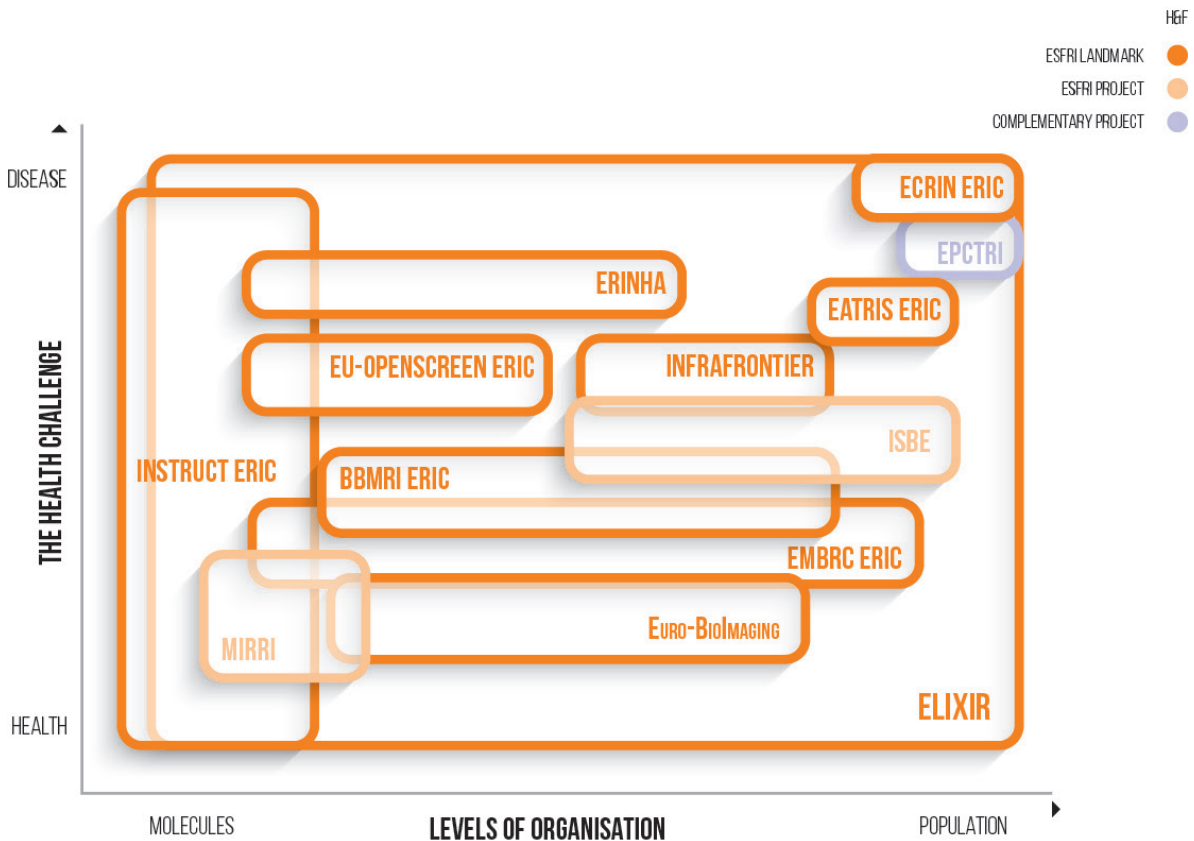 H&F
ESFRI LANDMARK
ESFRI PROJECT
COMPLEMENTARY PROJECT
DISEASE
ECRIN ERIC
EPCTRI
ERINHA
EATRIS ERIC
THE HEALTH CHALLENGE
EU-OPENSCREEN ERIC
INFRAFRONTIER
ISBE
INSTRUCT ERIC
BBMRI ERIC
EMBRC ERIC
EURO-BIOIMAGING
MIRRI
ELIXIR
HEALTH
MOLECULES
LEVELS OF ORGANISATION
POPULATION